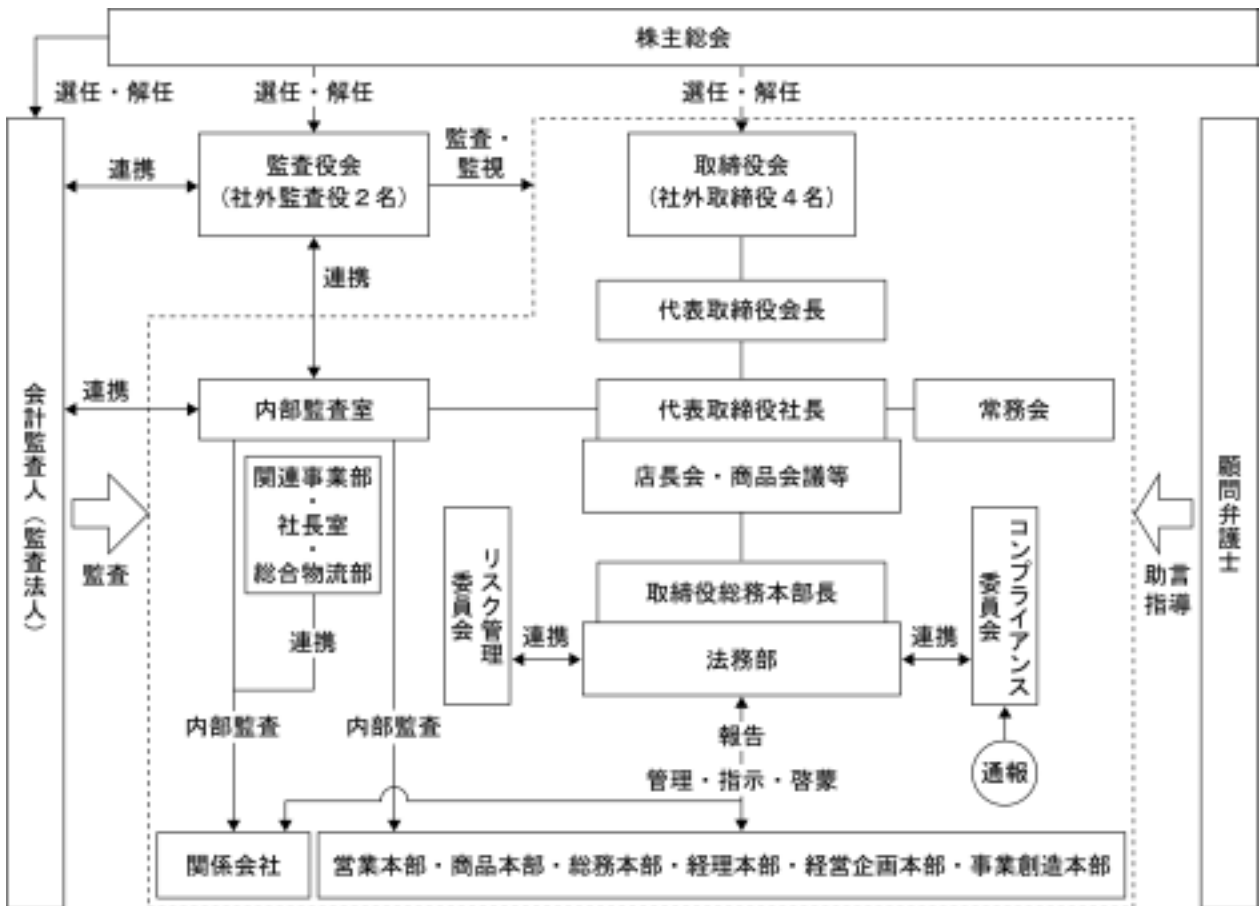 株主総会
選任・解任
選任・解任
選任・解任
監査役会
（社外監査役２名）
監査・
監視
取締役会
（社外取締役４名）
連携
連携
代表取締役会長
連携
内部監査室
代表取締役社長
常務会
店長会・商品会議等
関連事業部
・
社長室
・
総合物流部
会計監査人（監査法人）
監査
顧問弁護士
助言
指導
リスク管理
委員会
コンプライアンス
委員会
取締役総務本部長
法務部
連携
連携
連携
内部監査
内部監査
報告
管理・指示・啓蒙
通報
関係会社
営業本部・商品本部・総務本部・経理本部・経営企画本部・事業創造本部